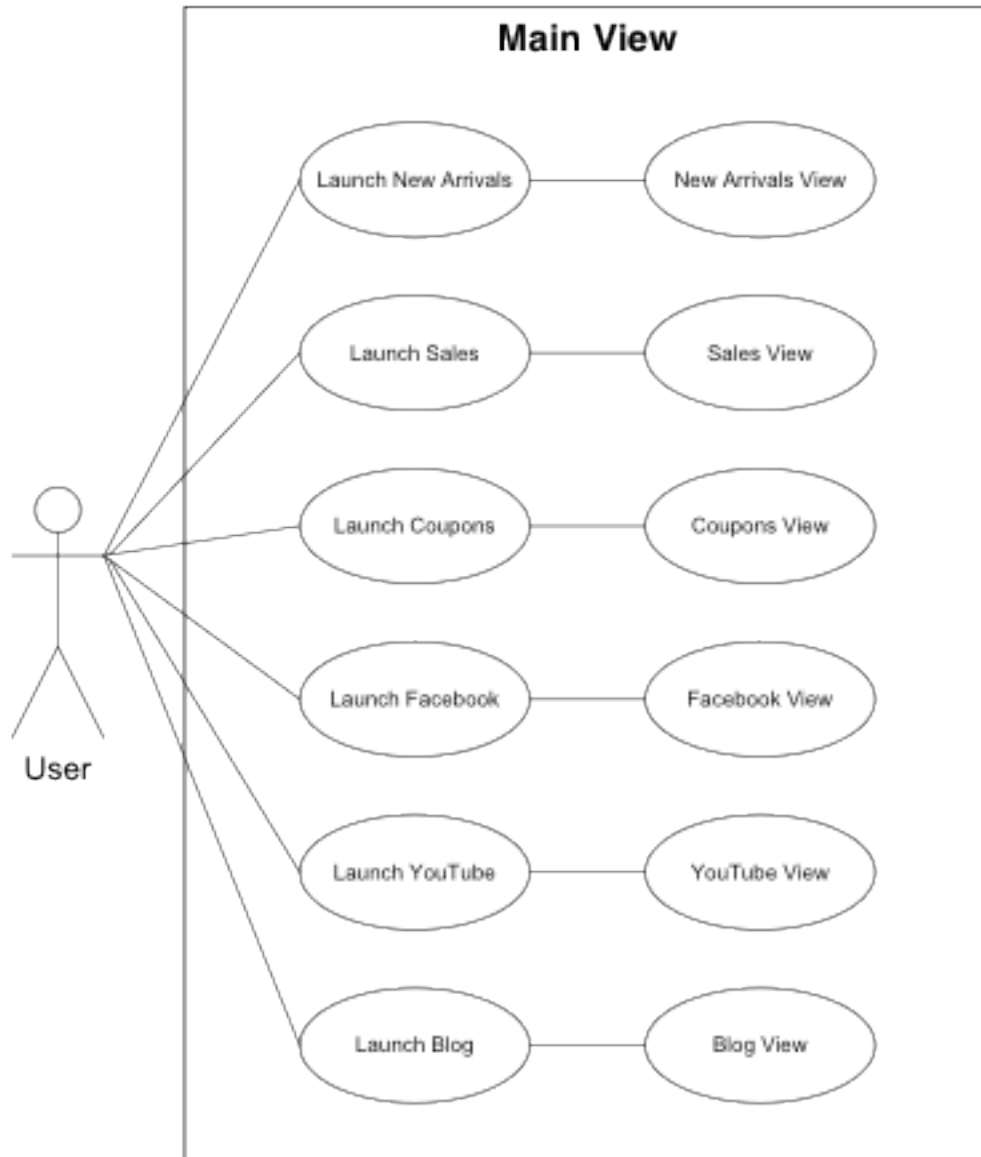 Main View
Launch New Arrivals
New Arrivals View
Launch Sales
Sales View
Launch Coupons
Coupons View
Launch Facebook
Facebook View
User
Launch YouTube
YouTube View
Launch Blog
Blog View